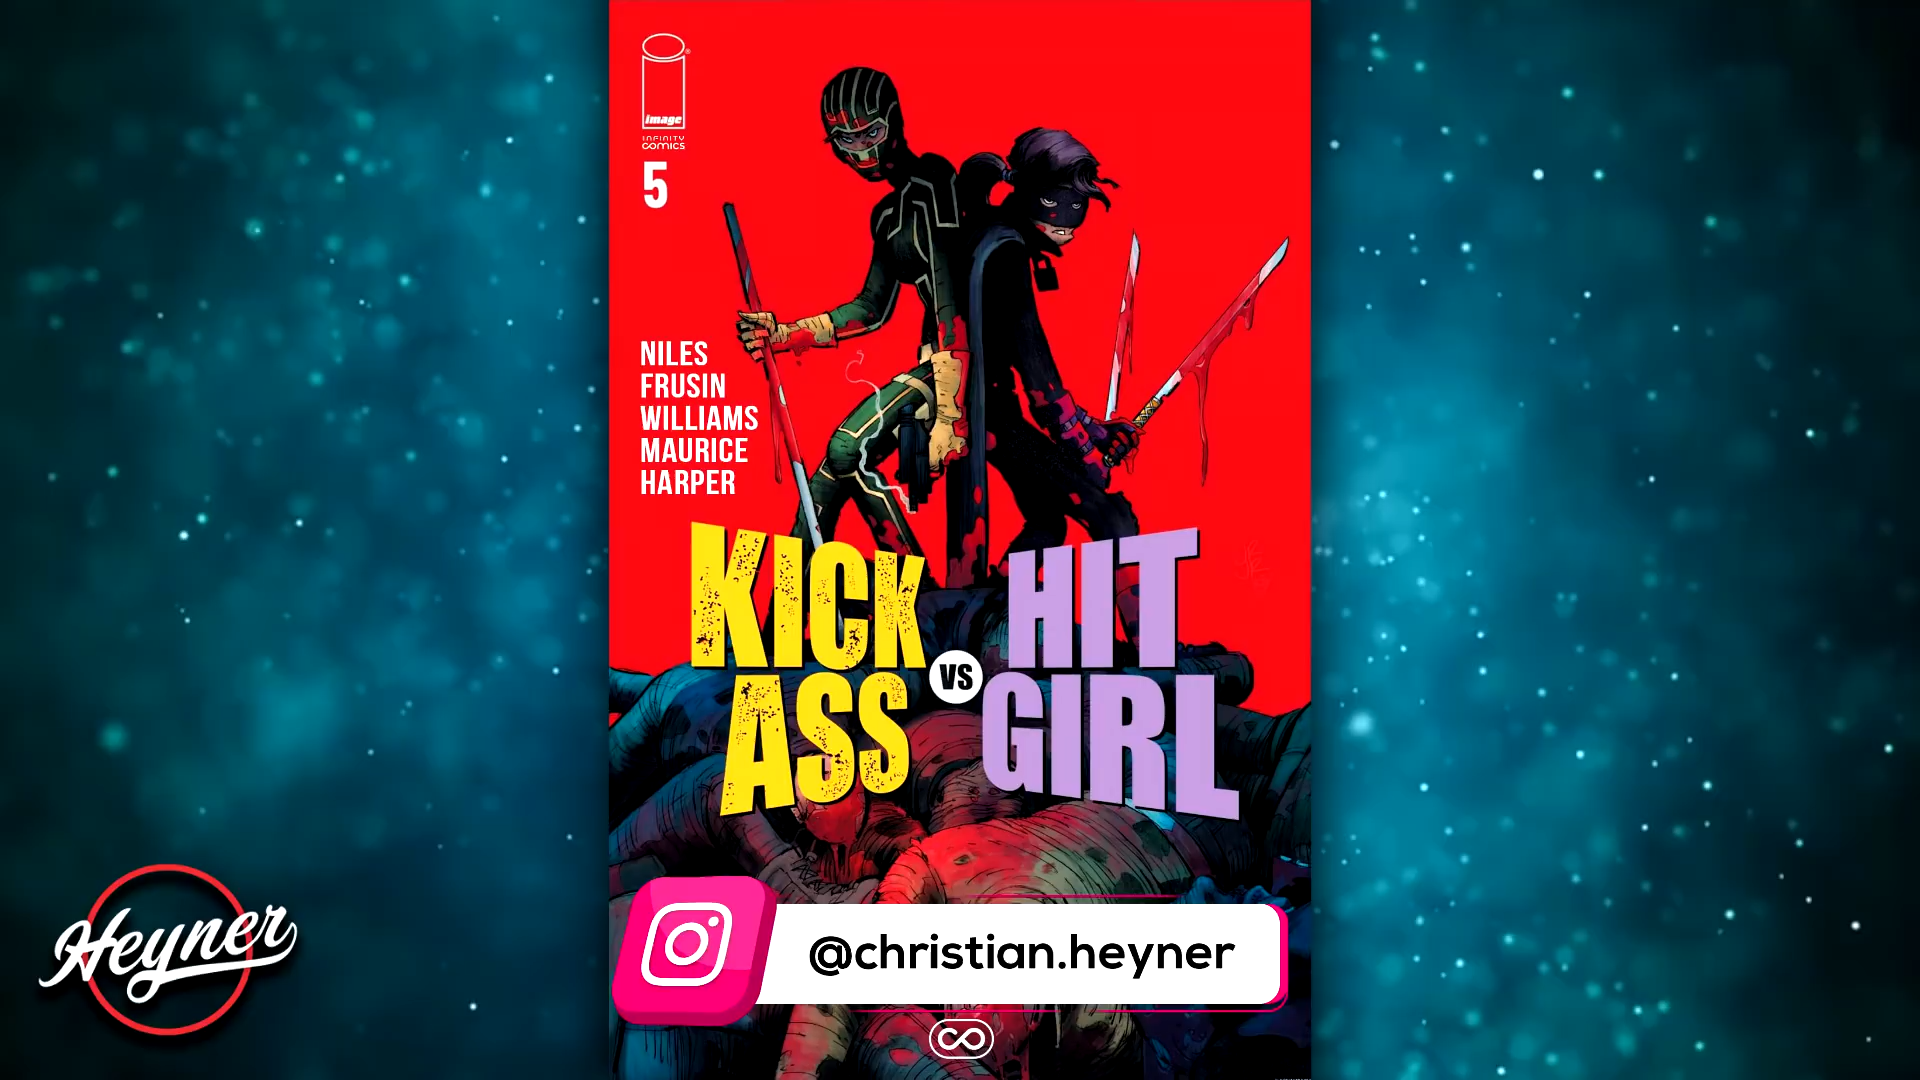 image
INFINITY
COMICS
5
NILES
FRUSIN
WILLIAMS
MAURICE
HARPER
KICK
ASS
VS
HIT
GIRL
@christian.heyner
Heyner